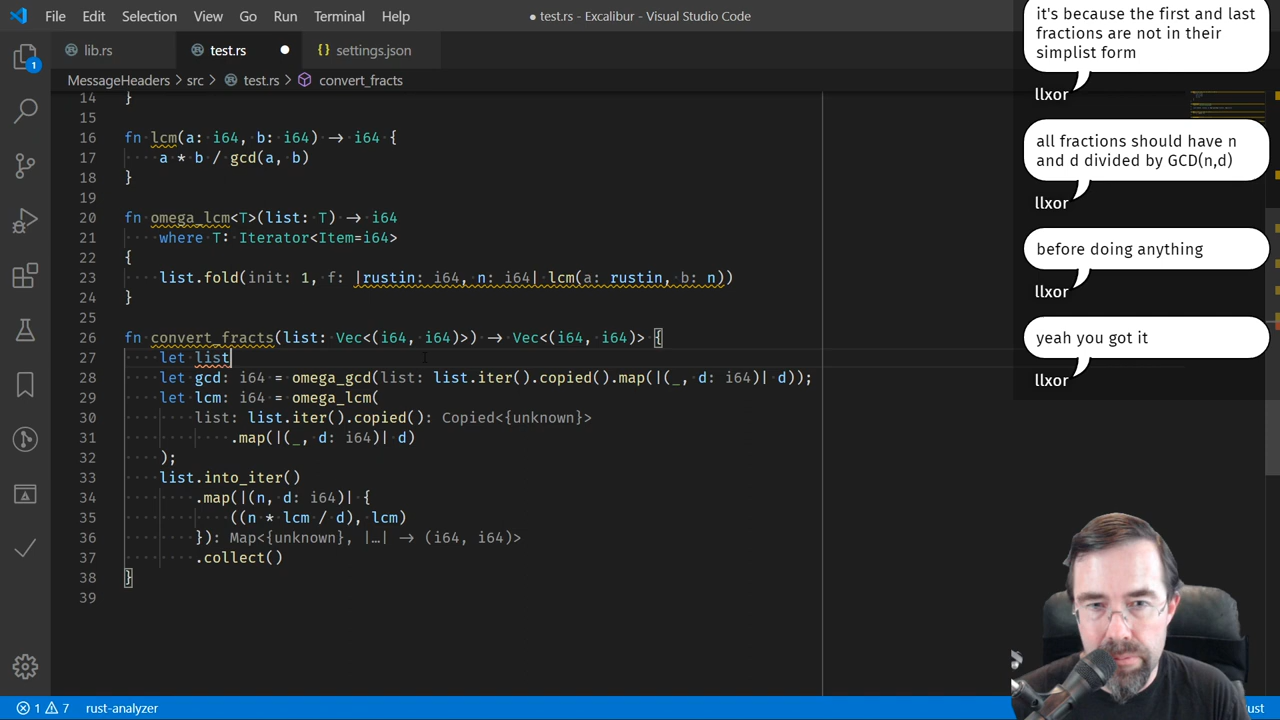 File Edit Selection View Go Run Terminal Help
● test.rs - Excalibur - Visual Studio Code
lib.rs
test.rs ●
{} settings.json
MessageHeaders > src > test.rs > convert_fracts
14 }
15
16 fn lcm(a: i64, b: i64) → i64 {
17 a * b / gcd(a, b)
18 }
19
20 fn omega_lcm<T>(list: T) → i64
21 where T: Iterator<Item=i64>
22 {
23 list.fold(init: 1, f: |rustin: i64, n: i64| lcm(a: rustin, b: n))
24 }
25
26 fn convert_fracts(list: Vec<(i64, i64)>) → Vec<(i64, i64)> {
27 let list
28 let gcd: i64 = omega_gcd(list: list.iter().copied().map(|(_, d: i64)| d));
29 let lcm: i64 = omega_lcm(
30 list: list.iter().copied(): Copied<{unknown}>
31 .map(|(_, d: i64)| d)
32 );
33 list.into_iter()
34 .map(|(n, d: i64)| {
35 ((n * lcm / d), lcm)
36 }): Map<{unknown}, |…| → (i64, i64)>
37 .collect()
38 }
39
it's because the first and last
fractions are not in their
simplist form
llxor
all fractions should have n
and d divided by GCD(n,d)
llxor
before doing anything
llxor
yeah you got it
llxor
1
1 7 rust-analyzer
ust